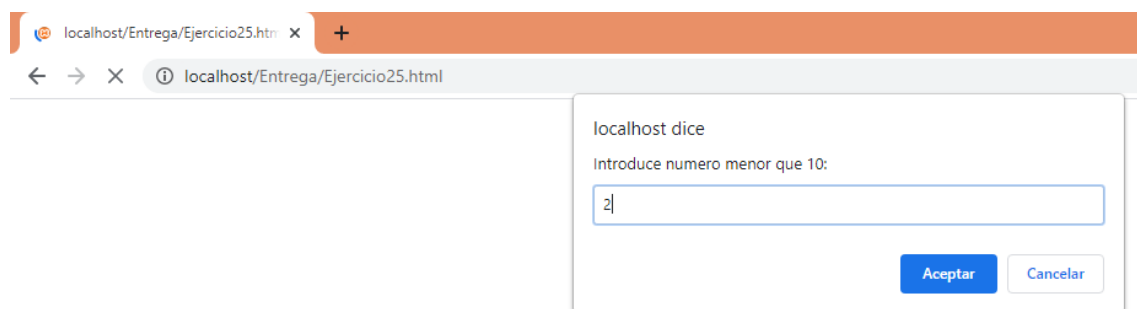 localhost/Entrega/Ejercicio25.htm
localhost/Entrega/Ejercicio25.html
localhost dice
Introduce numero menor que 10:
2
Aceptar
Cancelar